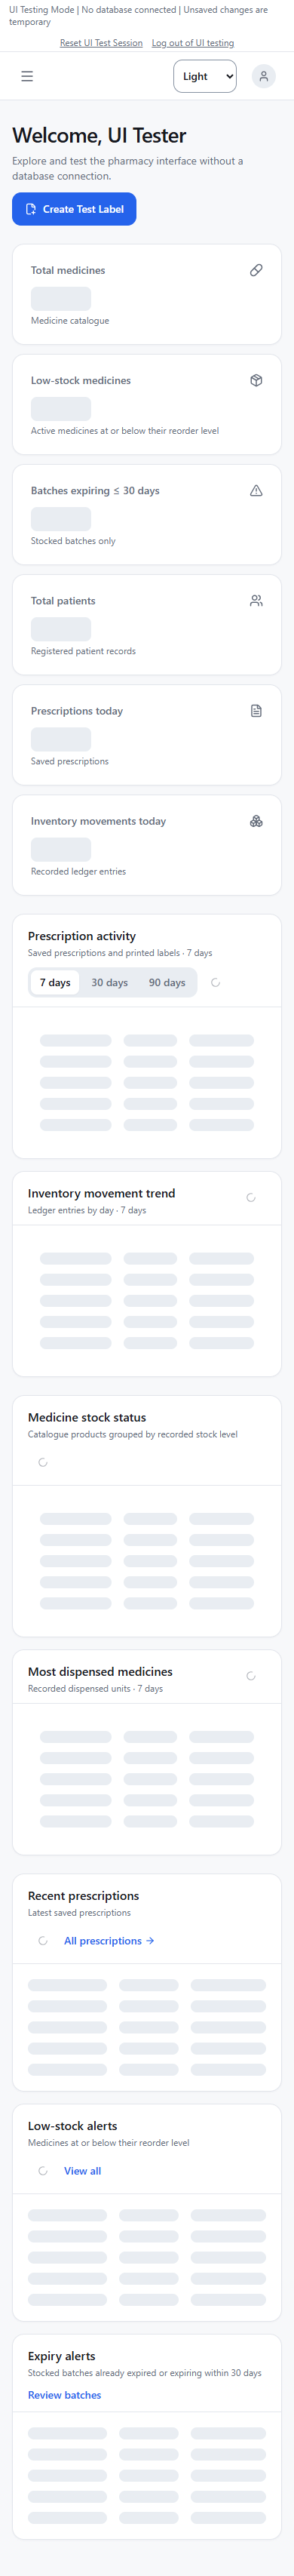 UI Testing Mode | No database connected | Unsaved changes are
temporary
Reset UI Test Session Log out of UI testing
Light
Welcome, UI Tester
Explore and test the pharmacy interface without a
database connection.
Create Test Label
Total medicines
Medicine catalogue
Low-stock medicines
Active medicines at or below their reorder level
Batches expiring ≤ 30 days
Stocked batches only
Total patients
Registered patient records
Prescriptions today
Saved prescriptions
Inventory movements today
Recorded ledger entries
Prescription activity
Saved prescriptions and printed labels · 7 days
7 days 30 days 90 days
Inventory movement trend
Ledger entries by day · 7 days
Medicine stock status
Catalogue products grouped by recorded stock level
Most dispensed medicines
Recorded dispensed units · 7 days
Recent prescriptions
Latest saved prescriptions
All prescriptions →
Low-stock alerts
Medicines at or below their reorder level
View all
Expiry alerts
Stocked batches already expired or expiring within 30 days
Review batches